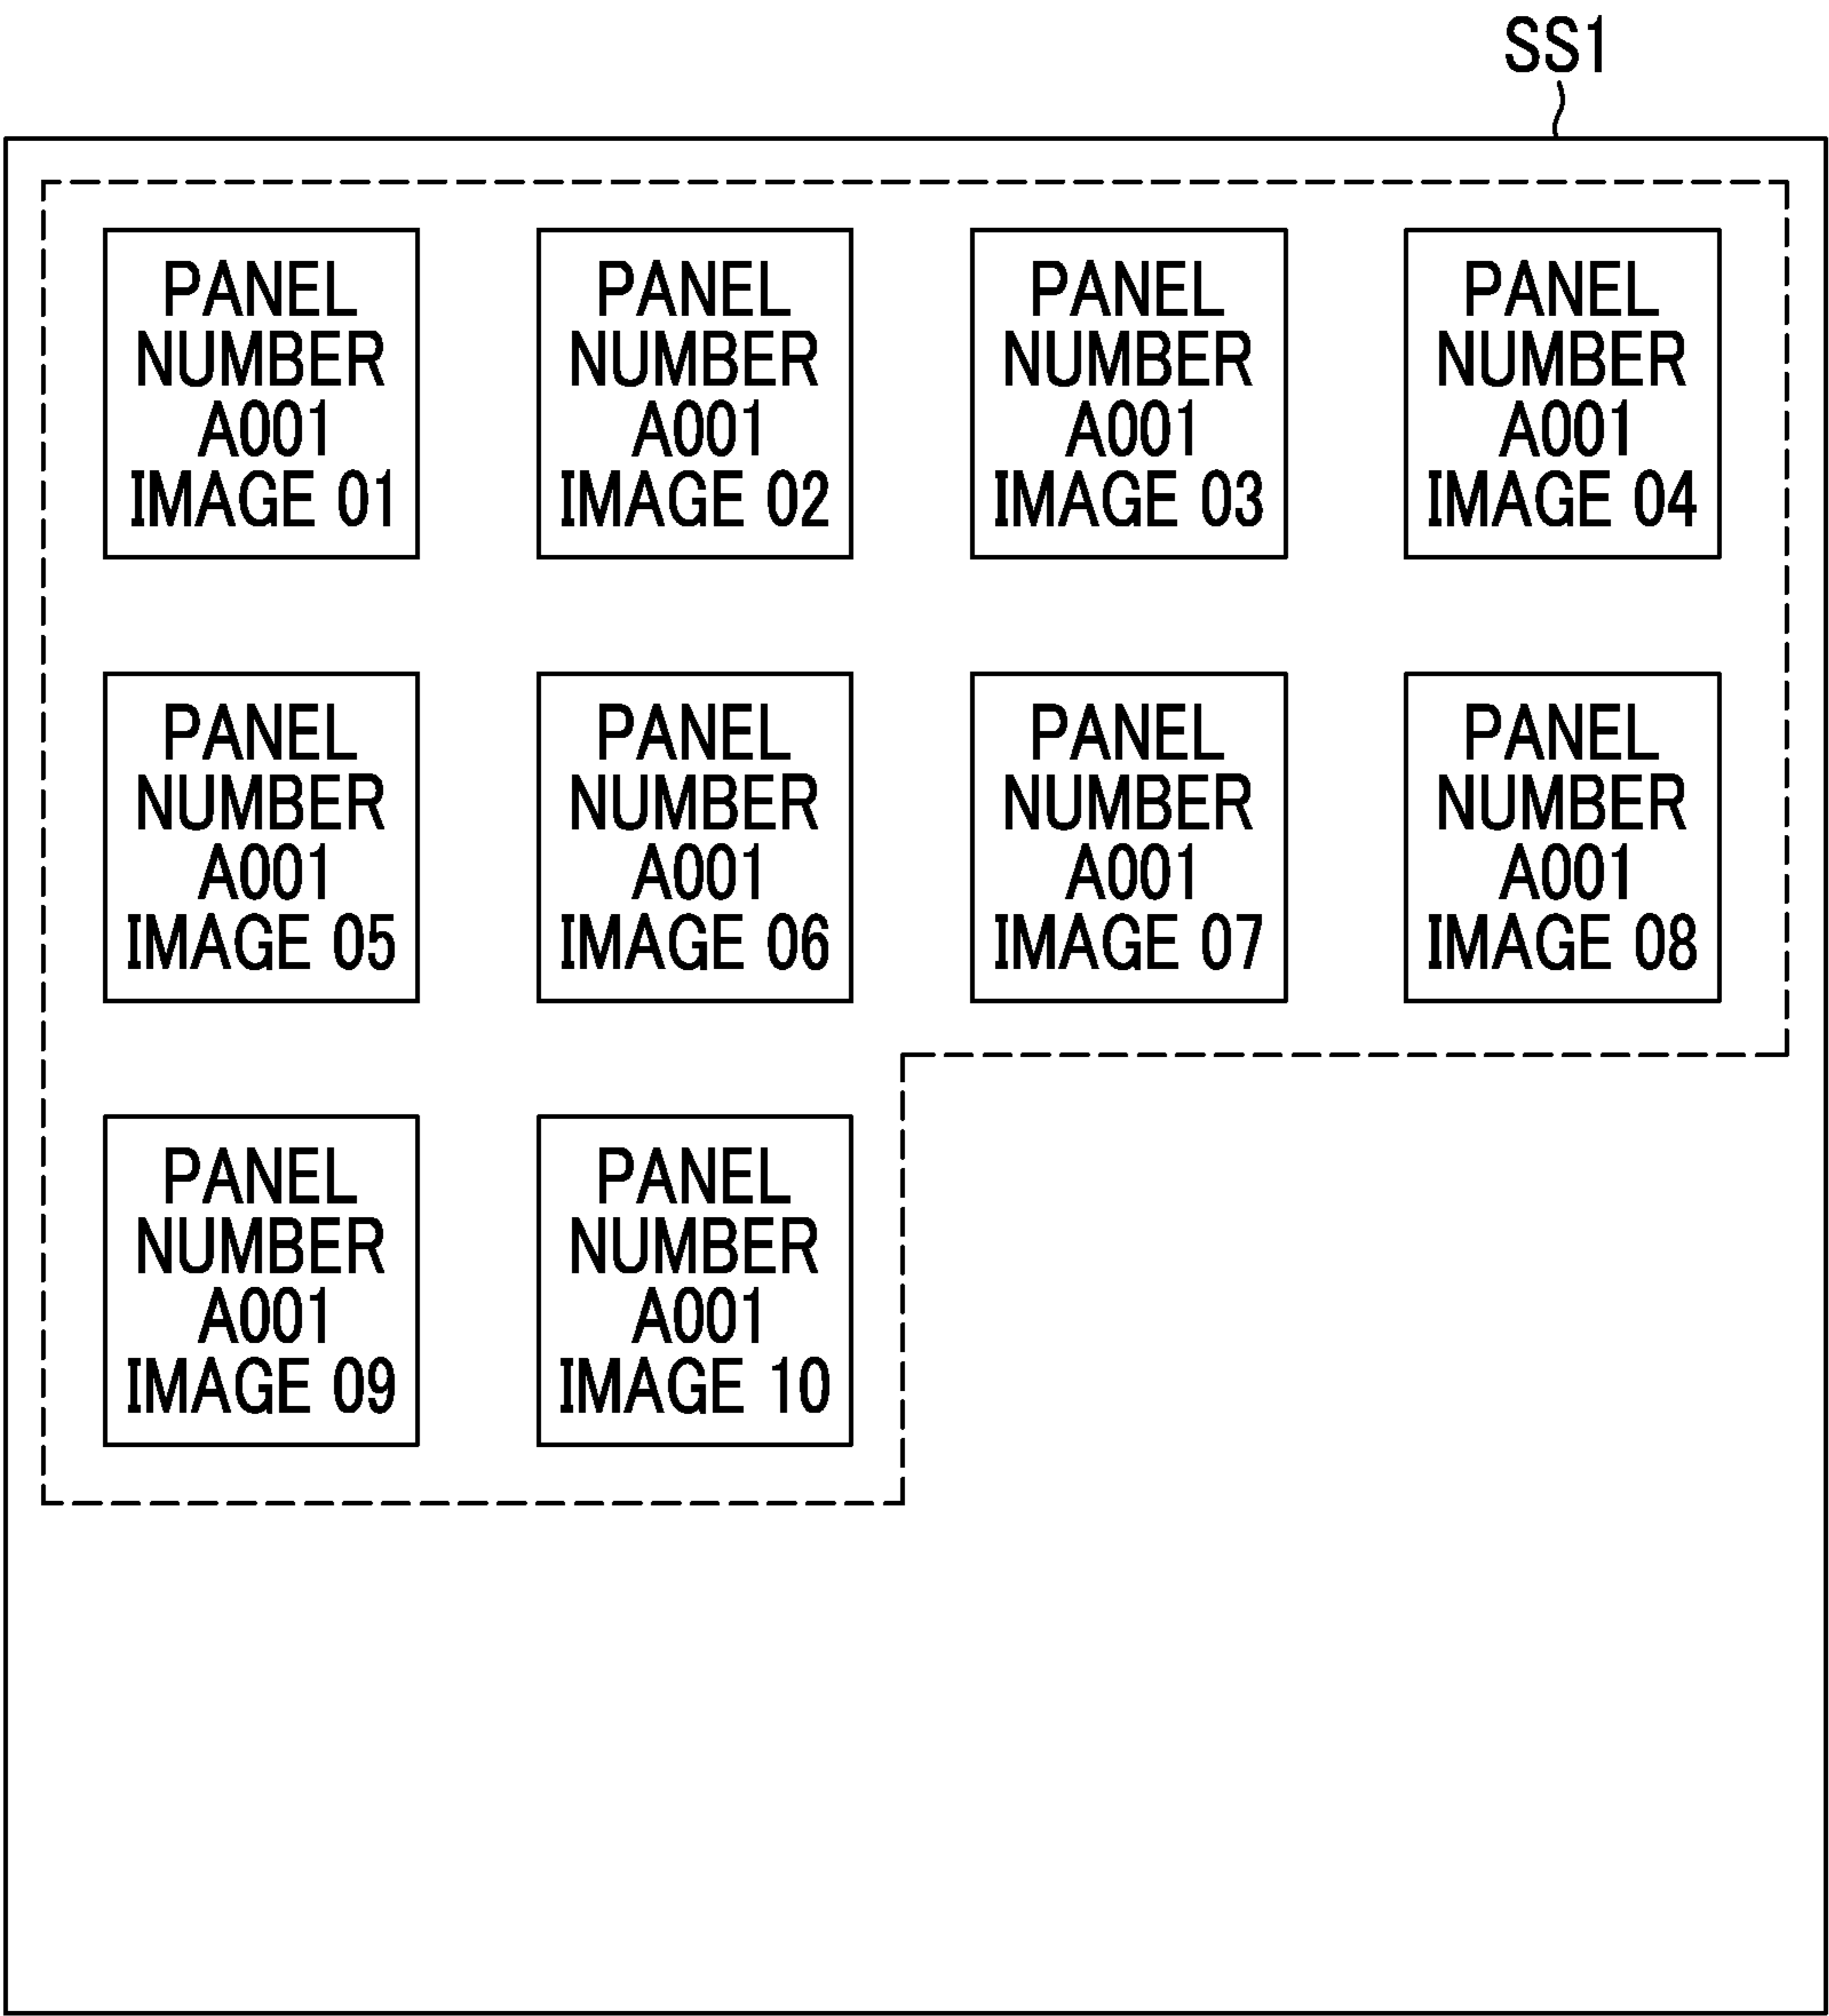 SS1
PANEL
NUMBER
A001
IMAGE 01
PANEL
NUMBER
A001
IMAGE 02
PANEL
NUMBER
A001
IMAGE 03
PANEL
NUMBER
A001
IMAGE 04
PANEL
NUMBER
A001
IMAGE 05
PANEL
NUMBER
A001
IMAGE 06
PANEL
NUMBER
A001
IMAGE 07
PANEL
NUMBER
A001
IMAGE 08
PANEL
NUMBER
A001
IMAGE 09
PANEL
NUMBER
A001
IMAGE 10